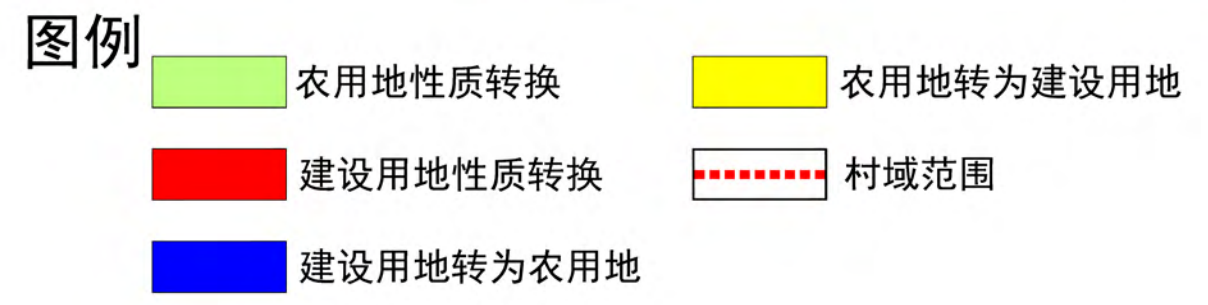 图例
农用地性质转换
农用地转为建设用地
建设用地性质转换
村域范围
建设用地转为农用地